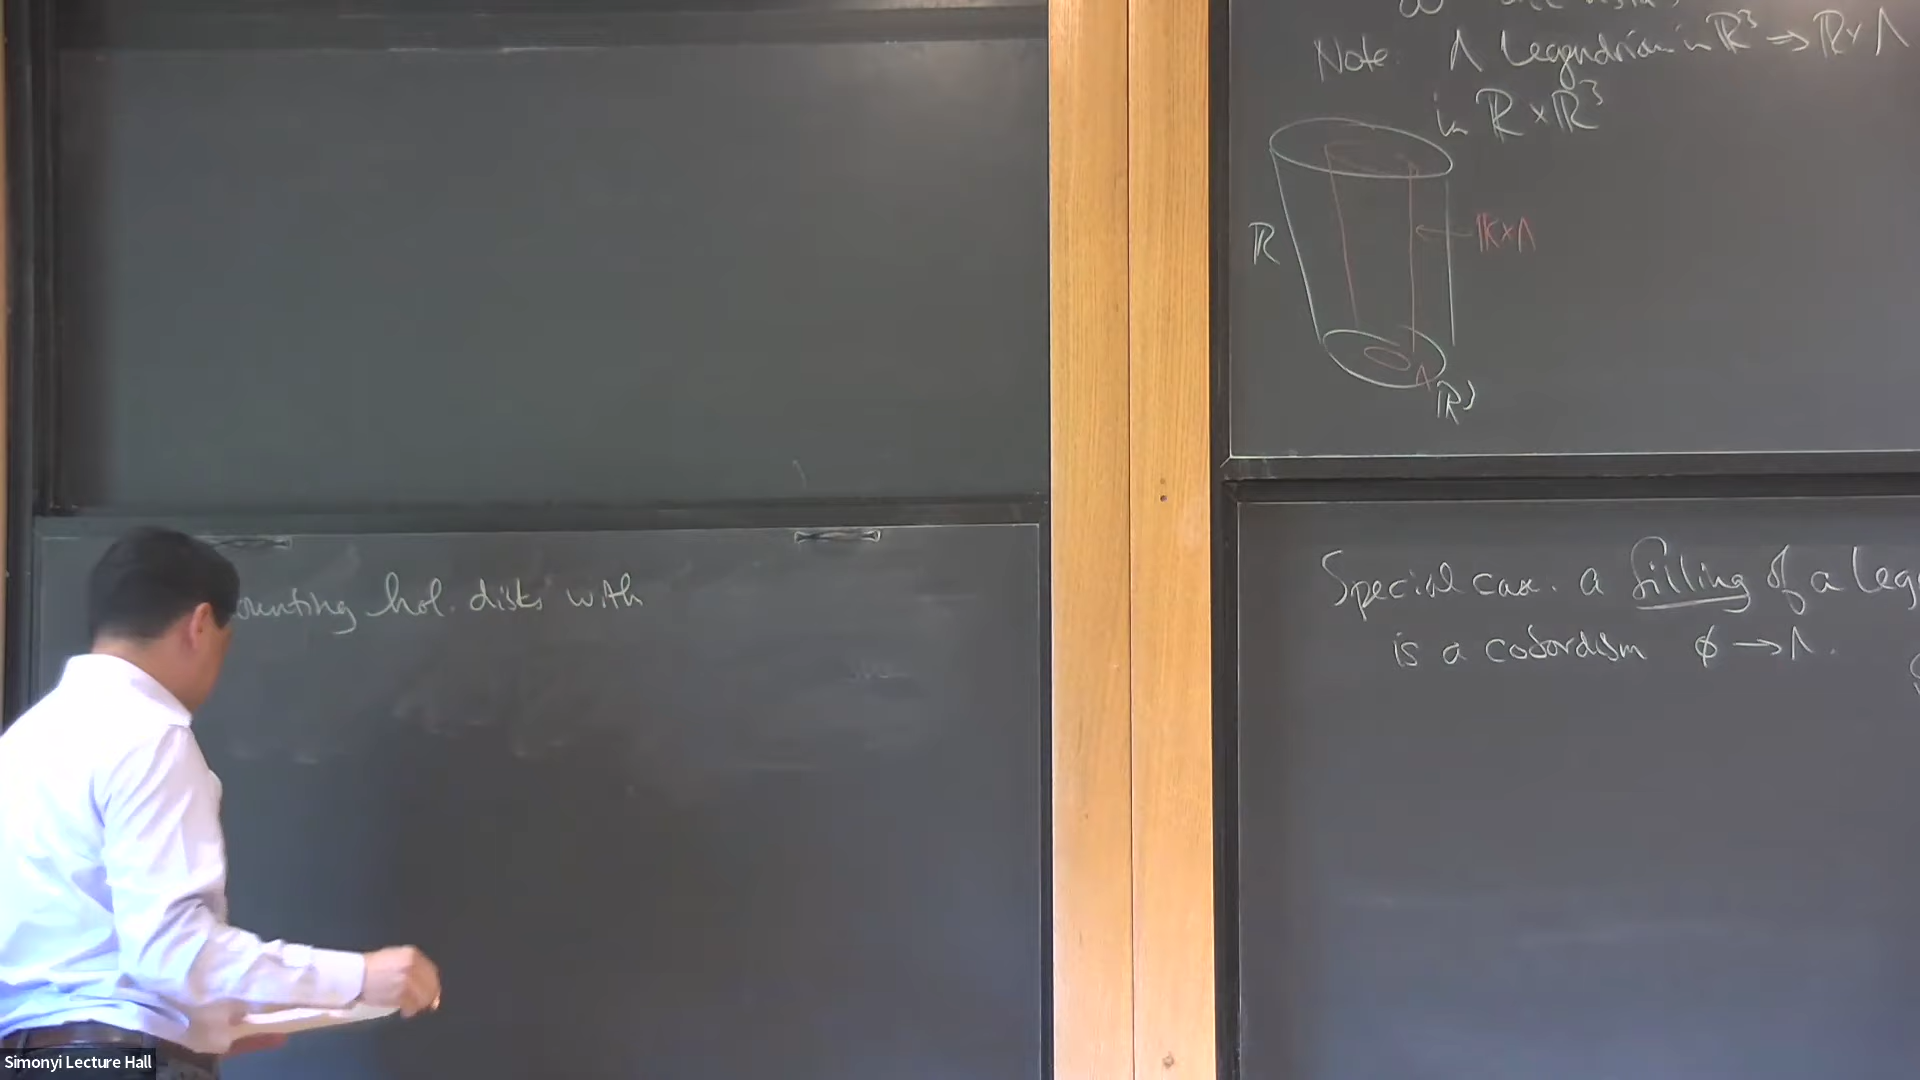 ounting hol. disks with
Note. Λ Legendrian in ℝ³ ⇒ ℝ×Λ
in ℝ×ℝ³
ℝ
ℝ×Λ
Λ
ℝ³
Special case. a filling of a Leg
is a cobordism ϕ → Λ.
Simonyi Lecture Hall